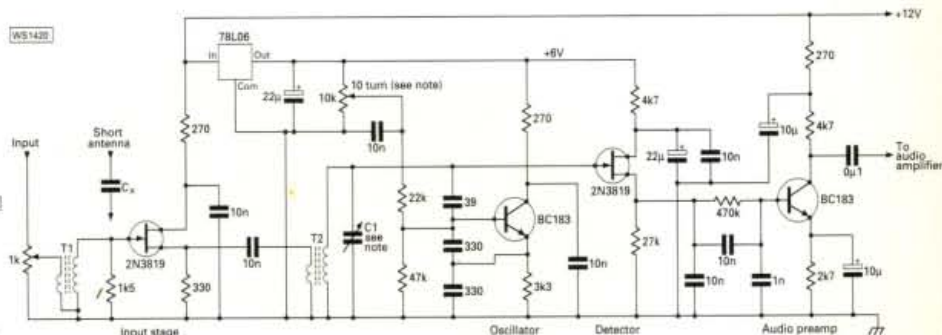 WS1420
+12V
78L06
In
Out
Com
+6V
270
22μ
+
10 turn (see note)
10k
10n
270
4k7
270
10μ
+
4k7
0μ1
To
audio
amplifier
Input
Short
antenna
Cx
10n
22k
39
BC183
2N3819
22μ
+
10n
470k
BC183
1k
T1
2N3819
10n
T2
C1
see
note
330
10n
27k
10n
1k5
330
47k
330
3k3
10n
1n
2k7
10μ
+
Input stage
Oscillator
Detector
Audio preamp